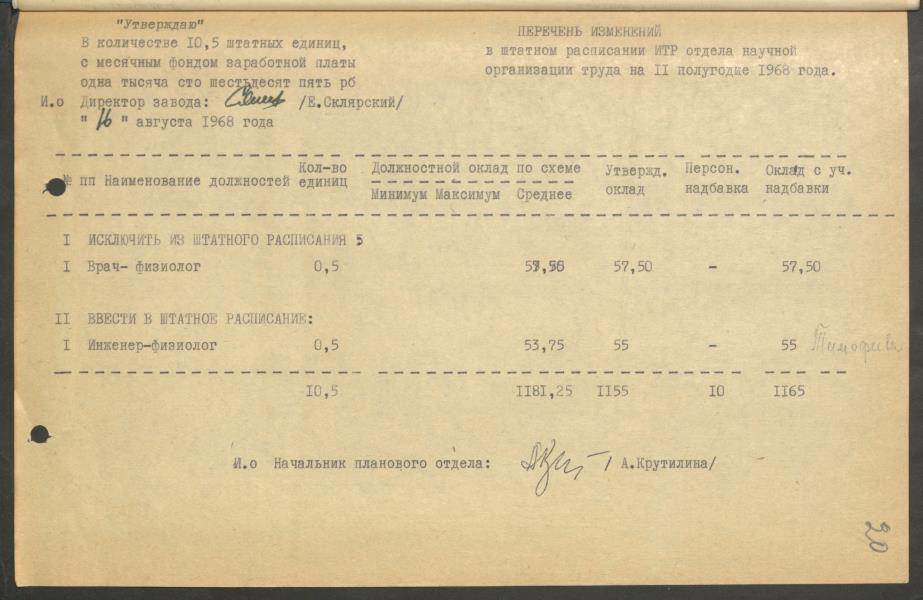 "Утверждаю"
В количестве 10,5 штатных единиц,
с месячным фондом заработной платы
одна тысяча сто шестьдесят пять рб
И.о Директор завода: /Е.Склярский/
" 16 " августа 1968 года
ПЕРЕЧЕНЬ ИЗМЕНЕНИЙ
в штатном расписании ИТР отдела научной
организации труда на II полугодие 1968 года.
№ пп Наименование должностей Кол-во единиц Должностной оклад по схеме Минимум Максимум Среднее Утвержд. оклад Персон. надбавка Оклад с уч. надбавки
I ИСКЛЮЧИТЬ ИЗ ШТАТНОГО РАСПИСАНИЯ:
I Врач- физиолог 0,5 57,50 57,50 - 57,50
II ВВЕСТИ В ШТАТНОЕ РАСПИСАНИЕ:
I Инженер-физиолог 0,5 53,75 55 - 55
10,5 1181,25 1155 10 1165
И.о Начальник планового отдела: / А.Крутилина/
20